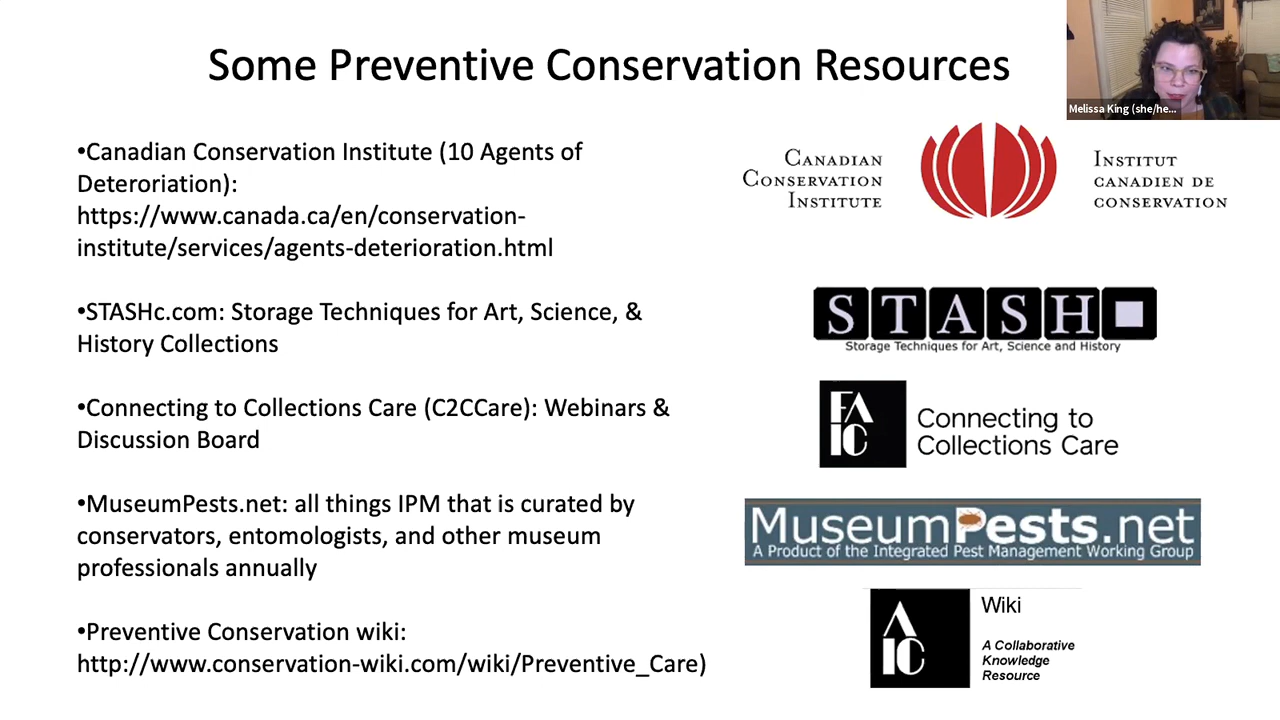 Some Preventive Conservation Resources
Melissa King (she/he...
•Canadian Conservation Institute (10 Agents of
Deteroriation):
https://www.canada.ca/en/conservation-
institute/services/agents-deterioration.html
•STASHc.com: Storage Techniques for Art, Science, &
History Collections
•Connecting to Collections Care (C2CCare): Webinars &
Discussion Board
•MuseumPests.net: all things IPM that is curated by
conservators, entomologists, and other museum
professionals annually
•Preventive Conservation wiki:
http://www.conservation-wiki.com/wiki/Preventive_Care)
Canadian
Conservation
Institute
Institut
canadien de
conservation
STASH
Storage Techniques for Art, Science and History
FA
IC
Connecting to
Collections Care
MuseumPests.net
A Product of the Integrated Pest Management Working Group
A
IC
Wiki
A Collaborative
Knowledge
Resource